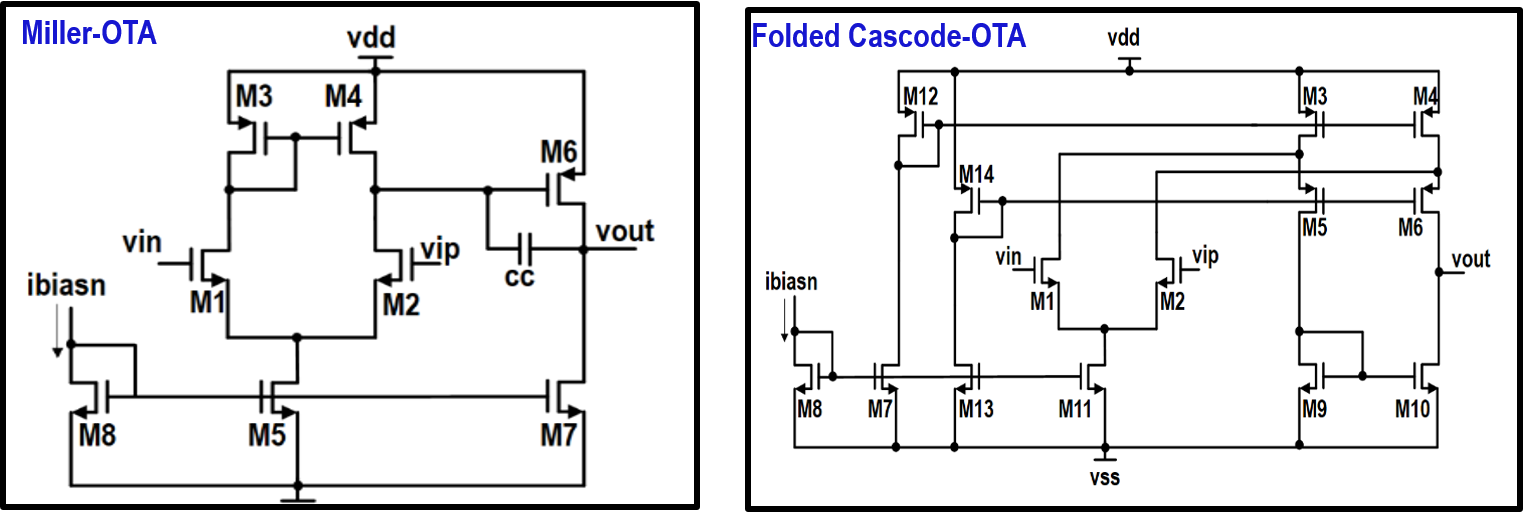 Miller-OTA
vdd
M3 M4
M6
vin vip vout
cc
ibiasn M1 M2
M8 M5 M7
Folded Cascode-OTA
vdd
M12 M3 M4
M14
M5 M6
vin vip vout
ibiasn M1 M2
M8 M7 M13 M11 M9 M10
vss